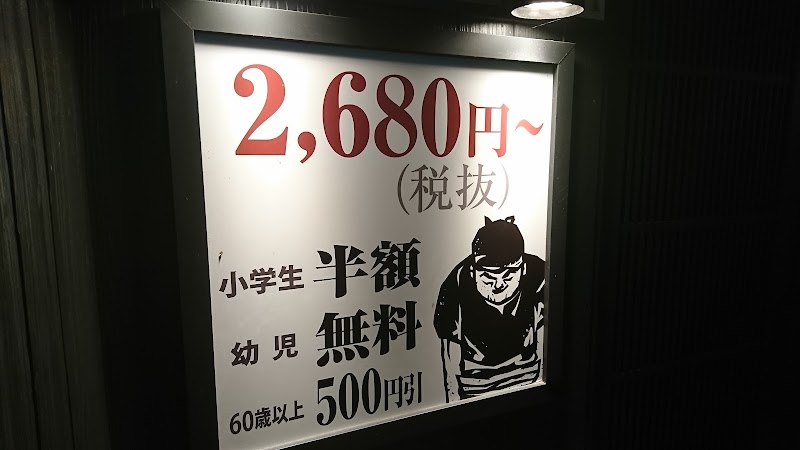 2,680円~
(税抜)
小学生 半額
幼児 無料
60歳以上 500円引